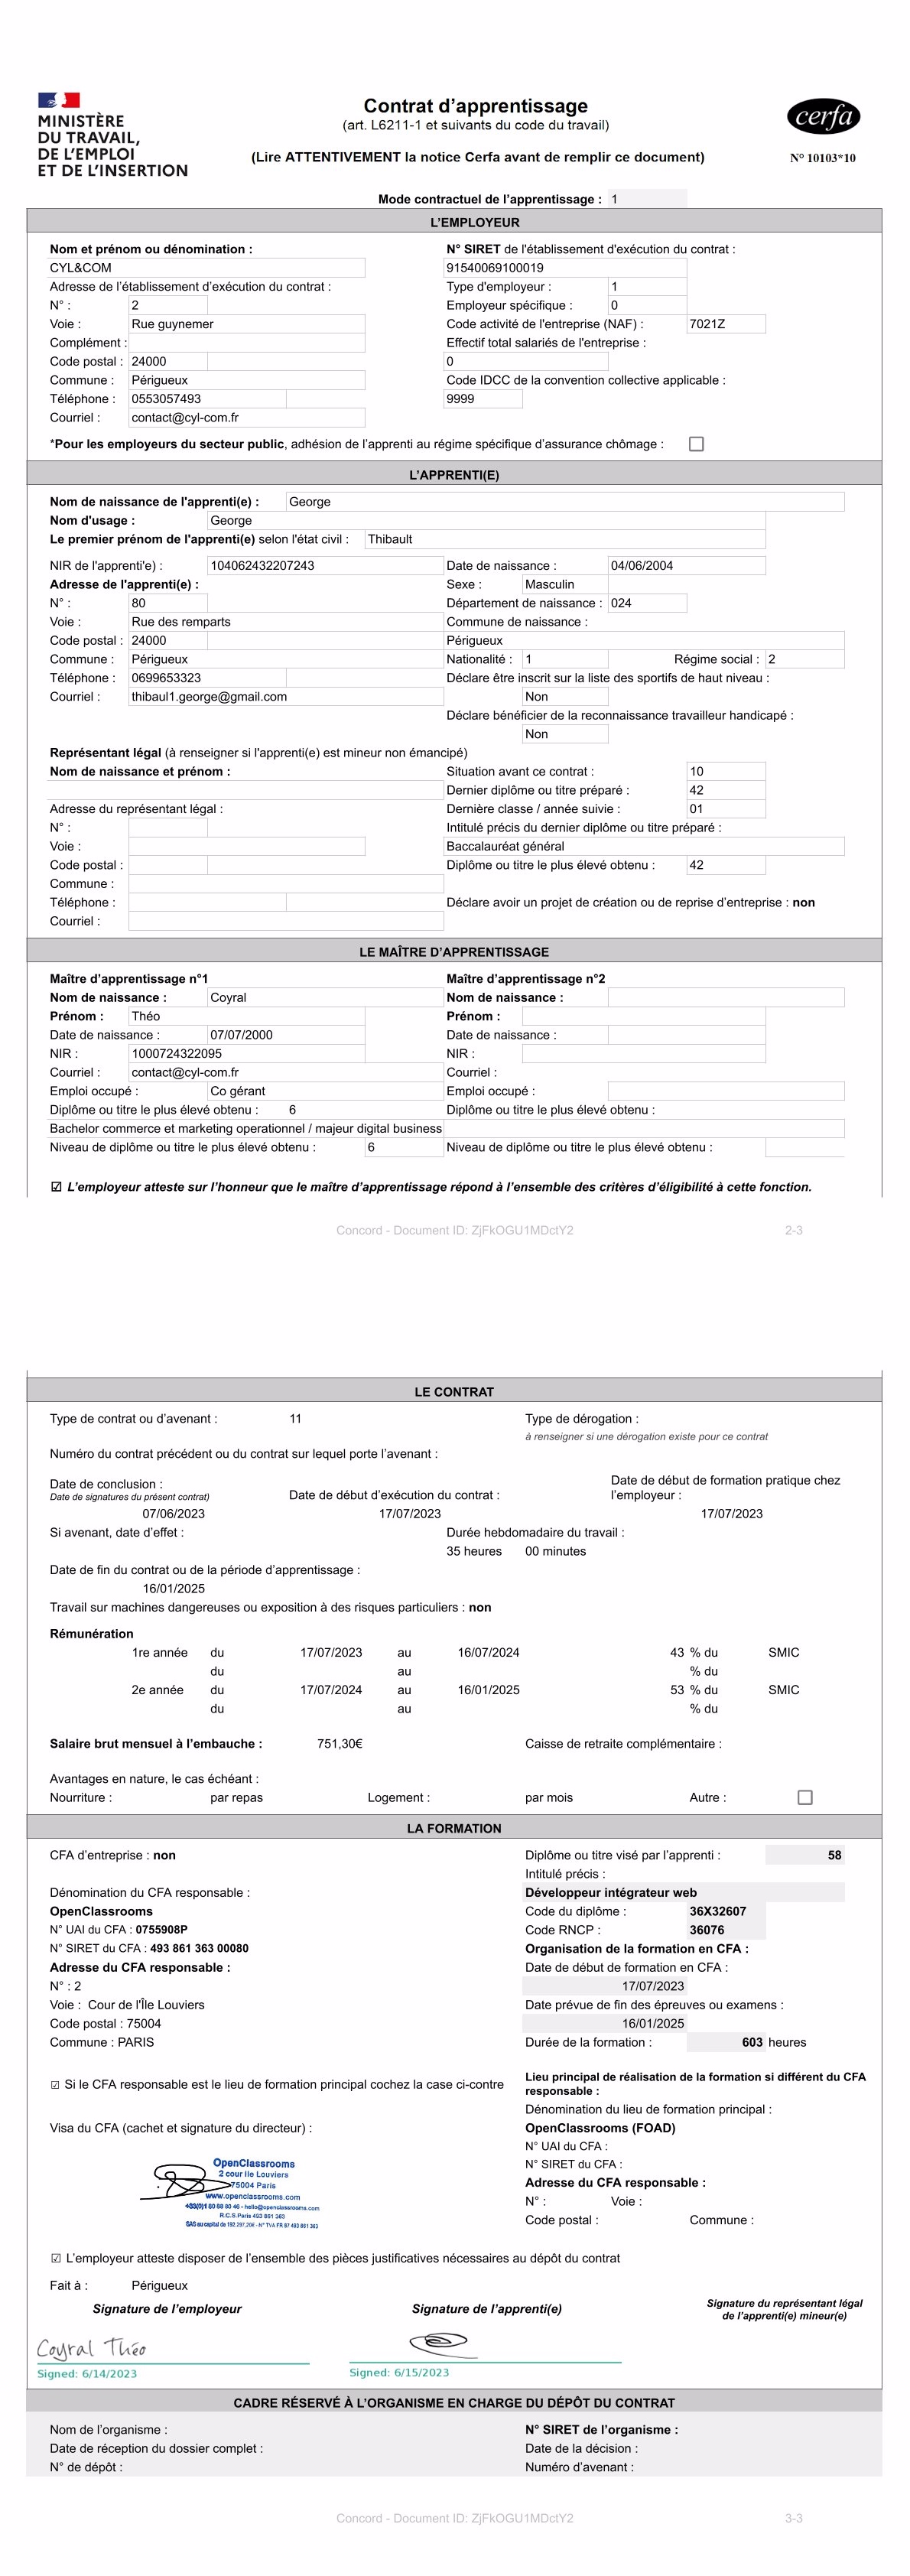 MINISTÈRE
DU TRAVAIL,
DE L'EMPLOI
ET DE L'INSERTION
Contrat d'apprentissage
(art. L6211-1 et suivants du code du travail)
(Lire ATTENTIVEMENT la notice Cerfa avant de remplir ce document)
cerfa
N° 10103*10
Mode contractuel de l'apprentissage : 1
L'EMPLOYEUR
Nom et prénom ou dénomination :
CYL&COM
Adresse de l'établissement d'exécution du contrat :
N° : 2
Voie : Rue guynemer
Complément :
Code postal : 24000
Commune : Périgueux
Téléphone : 0553057493
Courriel : contact@cyl-com.fr
N° SIRET de l'établissement d'exécution du contrat :
91540069100019
Type d'employeur : 1
Employeur spécifique : 0
Code activité de l'entreprise (NAF) : 7021Z
Effectif total salariés de l'entreprise :
0
Code IDCC de la convention collective applicable :
9999
*Pour les employeurs du secteur public, adhésion de l'apprenti au régime spécifique d'assurance chômage : ☐
L'APPRENTI(E)
Nom de naissance de l'apprenti(e) : George
Nom d'usage : George
Le premier prénom de l'apprenti(e) selon l'état civil : Thibault
NIR de l'apprenti'e) : 104062432207243
Adresse de l'apprenti(e) :
N° : 80
Voie : Rue des remparts
Code postal : 24000
Commune : Périgueux
Téléphone : 0699653323
Courriel : thibaul1.george@gmail.com
Date de naissance : 04/06/2004
Sexe : Masculin
Département de naissance : 024
Commune de naissance :
Périgueux
Nationalité : 1 Régime social : 2
Déclare être inscrit sur la liste des sportifs de haut niveau :
Non
Déclare bénéficier de la reconnaissance travailleur handicapé :
Non
Représentant légal (à renseigner si l'apprenti(e) est mineur non émancipé)
Nom de naissance et prénom :
Adresse du représentant légal :
N° :
Voie :
Code postal :
Commune :
Téléphone :
Courriel :
Situation avant ce contrat : 10
Dernier diplôme ou titre préparé : 42
Dernière classe / année suivie : 01
Intitulé précis du dernier diplôme ou titre préparé :
Baccalauréat général
Diplôme ou titre le plus élevé obtenu : 42
Déclare avoir un projet de création ou de reprise d'entreprise : non
LE MAÎTRE D'APPRENTISSAGE
Maître d'apprentissage n°1
Nom de naissance : Coyral
Prénom : Théo
Date de naissance : 07/07/2000
NIR : 1000724322095
Courriel : contact@cyl-com.fr
Emploi occupé : Co gérant
Diplôme ou titre le plus élevé obtenu : 6
Bachelor commerce et marketing operationnel / majeur digital business
Niveau de diplôme ou titre le plus élevé obtenu : 6
Maître d'apprentissage n°2
Nom de naissance :
Prénom :
Date de naissance :
NIR :
Courriel :
Emploi occupé :
Diplôme ou titre le plus élevé obtenu :
Niveau de diplôme ou titre le plus élevé obtenu :
☑ L'employeur atteste sur l'honneur que le maître d'apprentissage répond à l'ensemble des critères d'éligibilité à cette fonction.
Concord - Document ID: ZjFkOGU1MDctY2 2-3
LE CONTRAT
Type de contrat ou d'avenant : 11
Type de dérogation :
à renseigner si une dérogation existe pour ce contrat
Numéro du contrat précédent ou du contrat sur lequel porte l'avenant :
Date de conclusion :
Date de signatures du présent contrat)
07/06/2023
Date de début d'exécution du contrat :
17/07/2023
Date de début de formation pratique chez
l'employeur :
17/07/2023
Si avenant, date d'effet :
Durée hebdomadaire du travail :
35 heures 00 minutes
Date de fin du contrat ou de la période d'apprentissage :
16/01/2025
Travail sur machines dangereuses ou exposition à des risques particuliers : non
Rémunération
1re année du 17/07/2023 au 16/07/2024 43 % du SMIC
du au % du
2e année du 17/07/2024 au 16/01/2025 53 % du SMIC
du au % du
Salaire brut mensuel à l'embauche : 751,30€
Caisse de retraite complémentaire :
Avantages en nature, le cas échéant :
Nourriture : par repas Logement : par mois Autre : ☐
LA FORMATION
CFA d'entreprise : non
Dénomination du CFA responsable :
OpenClassrooms
N° UAI du CFA : 0755908P
N° SIRET du CFA : 493 861 363 00080
Adresse du CFA responsable :
N° : 2
Voie : Cour de l'Île Louviers
Code postal : 75004
Commune : PARIS
☑ Si le CFA responsable est le lieu de formation principal cochez la case ci-contre
Visa du CFA (cachet et signature du directeur) :
OpenClassrooms
2 cour Ile Louviers
75004 Paris
www.openclassrooms.com
+33(0)1 80 88 80 46 - hello@openclassrooms.com
R.C.S Paris 493 861 363
SAS au capital de 192.297,20€ - N° TVA FR 97 493 861 363
Diplôme ou titre visé par l'apprenti : 58
Intitulé précis :
Développeur intégrateur web
Code du diplôme : 36X32607
Code RNCP : 36076
Organisation de la formation en CFA :
Date de début de formation en CFA :
17/07/2023
Date prévue de fin des épreuves ou examens :
16/01/2025
Durée de la formation : 603 heures
Lieu principal de réalisation de la formation si différent du CFA
responsable :
Dénomination du lieu de formation principal :
OpenClassrooms (FOAD)
N° UAI du CFA :
N° SIRET du CFA :
Adresse du CFA responsable :
N° : Voie :
Code postal : Commune :
☑ L'employeur atteste disposer de l'ensemble des pièces justificatives nécessaires au dépôt du contrat
Fait à : Périgueux
Signature de l'employeur
Coyral Théo
Signed: 6/14/2023
Signature de l'apprenti(e)
Signed: 6/15/2023
Signature du représentant légal
de l'apprenti(e) mineur(e)
CADRE RÉSERVÉ À L'ORGANISME EN CHARGE DU DÉPÔT DU CONTRAT
Nom de l'organisme :
Date de réception du dossier complet :
N° de dépôt :
N° SIRET de l'organisme :
Date de la décision :
Numéro d'avenant :
Concord - Document ID: ZjFkOGU1MDctY2 3-3